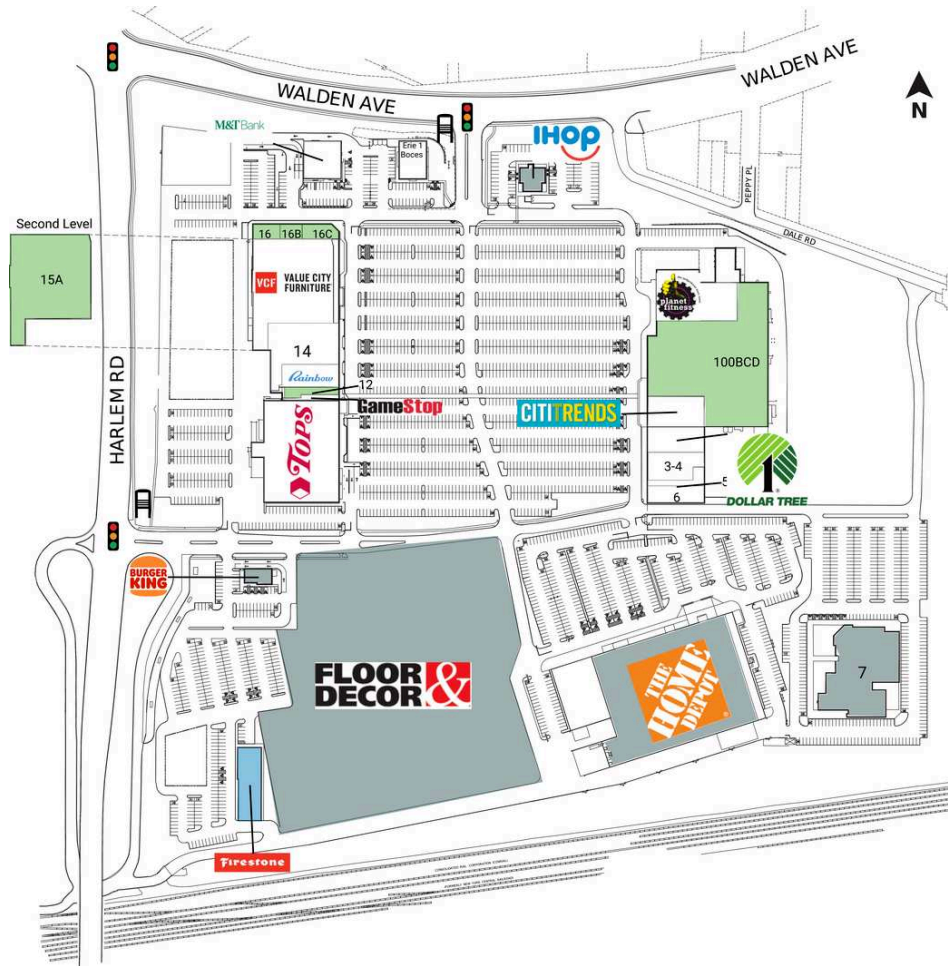 WALDEN AVE
WALDEN AVE
N
M&T Bank
Erie 1
Boces
IHOP
PEPPY PL
DALE RD
Second Level
15A
16
16B
16C
VCF
VALUE CITY
FURNITURE
planet
fitness
14
Rainbow
12
GameStop
100BCD
CITITRENDS
HARLEM RD
TOPS
3-4
5
6
1
DOLLAR TREE
BURGER
KING
FLOOR &
DECOR
THE
HOME
DEPOT
7
Firestone